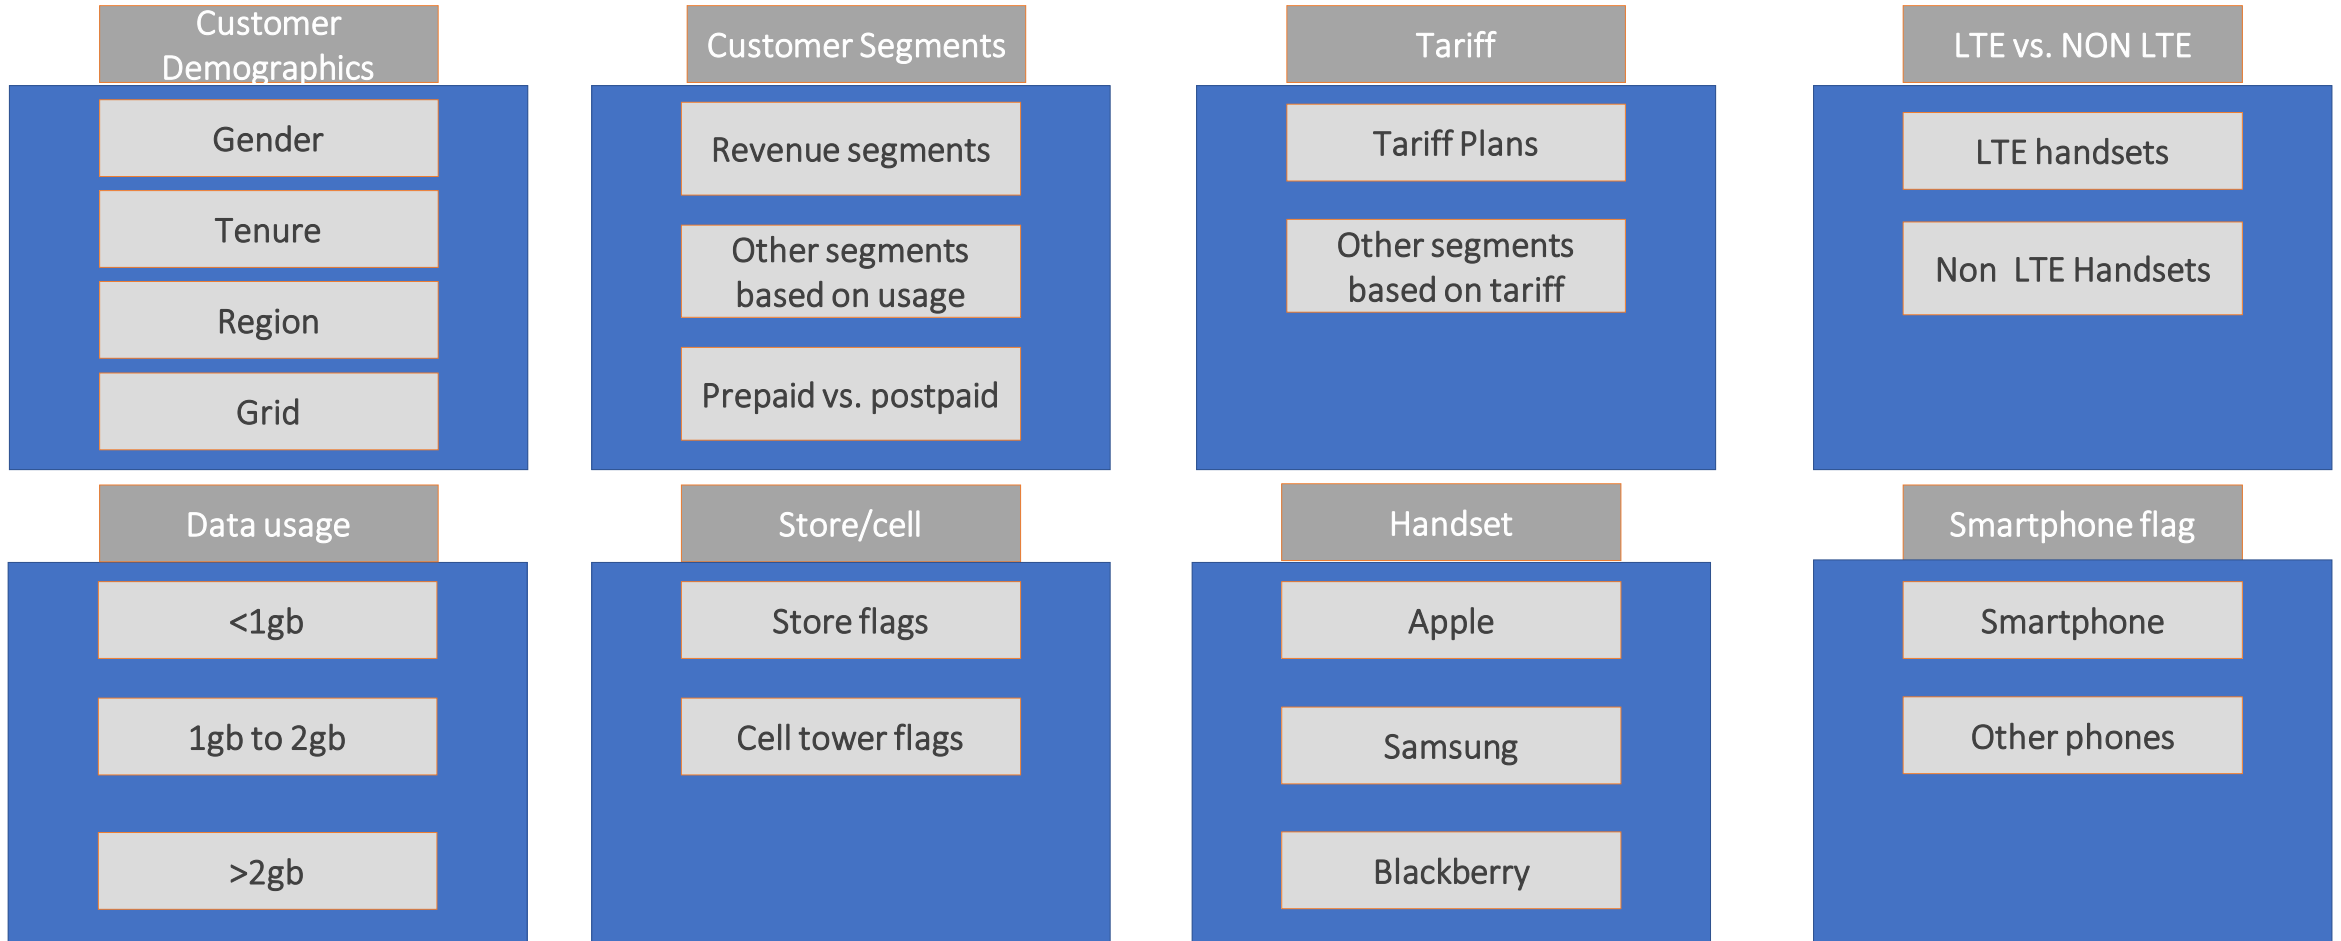 Customer
Demographics
Gender
Tenure
Region
Grid
Customer Segments
Revenue segments
Other segments
based on usage
Prepaid vs. postpaid
Tariff
Tariff Plans
Other segments
based on tariff
LTE vs. NON LTE
LTE handsets
Non  LTE Handsets
Data usage
<1gb
1gb to 2gb
>2gb
Store/cell
Store flags
Cell tower flags
Handset
Apple
Samsung
Blackberry
Smartphone flag
Smartphone
Other phones